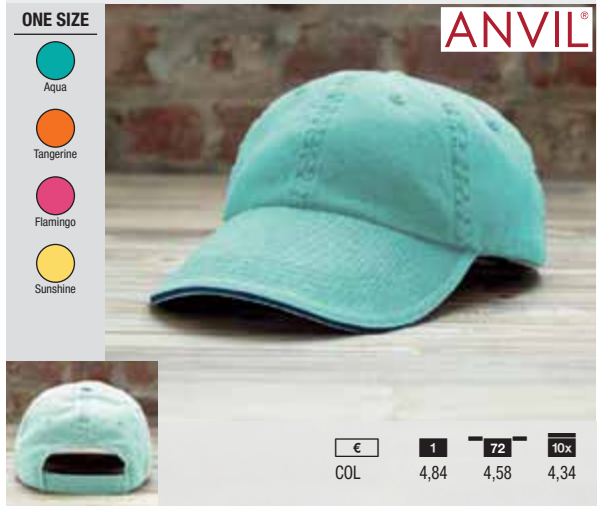 ONE SIZE
Aqua
Tangerine
Flamingo
Sunshine
ANVIL®
€ 1 72 10x
COL 4,84 4,58 4,34